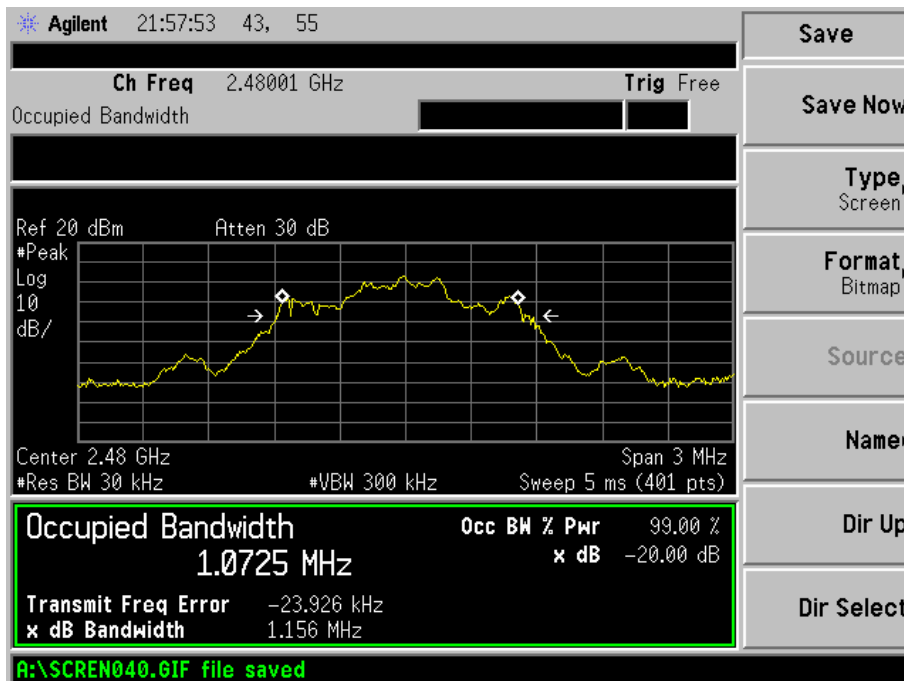 Agilent 21:57:53 43, 55
Save
Ch Freq 2.48001 GHz Trig Free
Occupied Bandwidth
Save Now
Type
Screen
Ref 20 dBm Atten 30 dB
#Peak
Log
10
dB/
Format
Bitmap
Source
Center 2.48 GHz Span 3 MHz
#Res BW 30 kHz #VBW 300 kHz Sweep 5 ms (401 pts)
Name
Occupied Bandwidth Occ BW % Pwr 99.00 %
1.0725 MHz x dB -20.00 dB
Dir Up
Transmit Freq Error -23.926 kHz
x dB Bandwidth 1.156 MHz
Dir Select
A:\SCREN040.GIF file saved